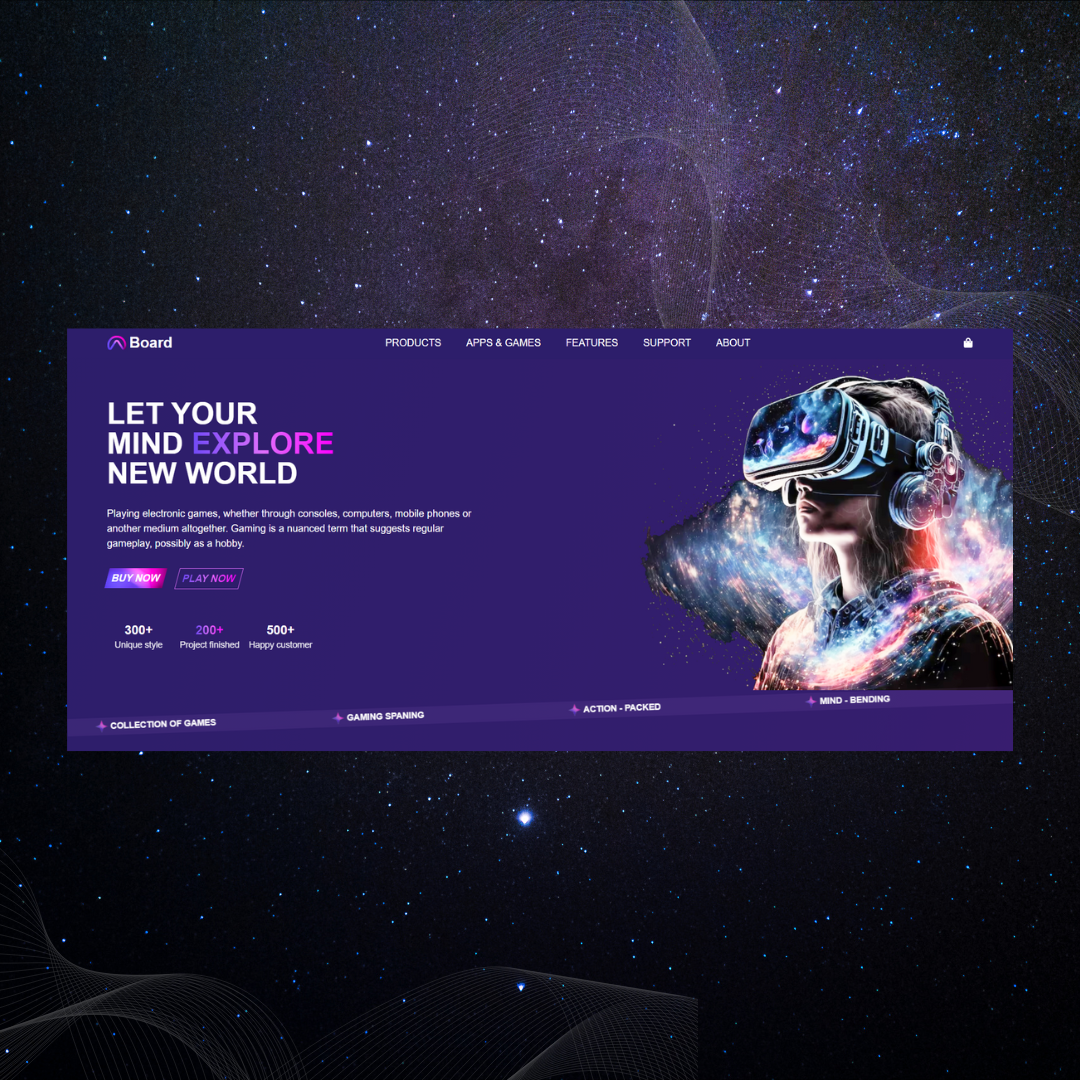 Board
PRODUCTS
APPS & GAMES
FEATURES
SUPPORT
ABOUT
LET YOUR
MIND EXPLORE
NEW WORLD
Playing electronic games, whether through consoles, computers, mobile phones or
another medium altogether. Gaming is a nuanced term that suggests regular
gameplay, possibly as a hobby.
BUY NOW
PLAY NOW
300+
Unique style
200+
Project finished
500+
Happy customer
COLLECTION OF GAMES
GAMING SPANING
ACTION - PACKED
MIND - BENDING